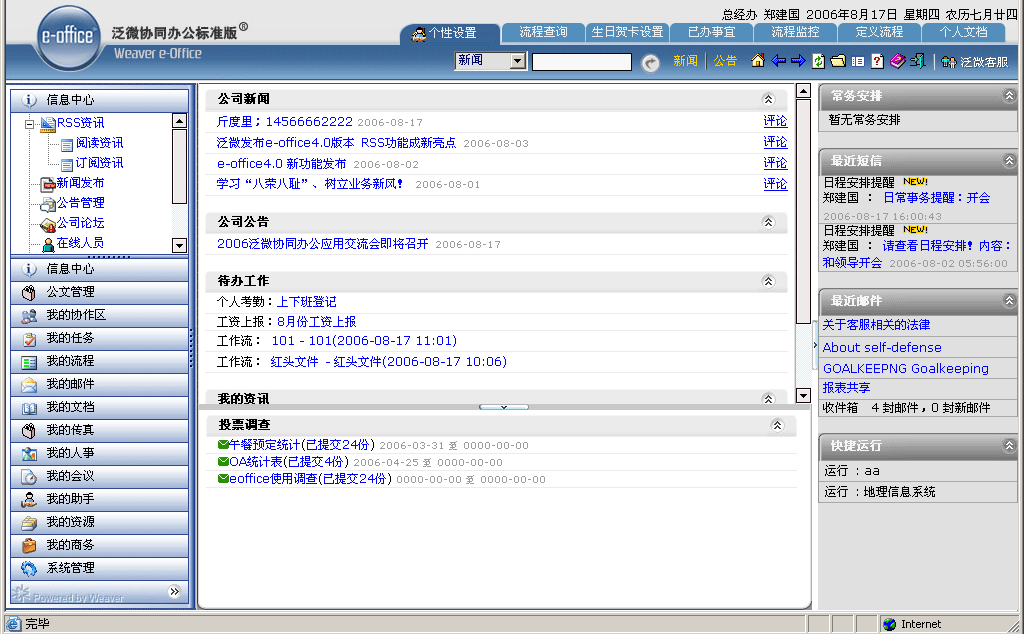 总经办 郑建国 2006年8月17日 星期四 农历七月廿四
e-office®
泛微协同办公标准版®
Weaver e-Office
个性设置 流程查询 生日贺卡设置 已办事宜 流程监控 定义流程 个人文档
新闻 新闻 公告 泛微客服
信息中心
RSS资讯
阅读资讯
订阅资讯
新闻发布
公告管理
公司论坛
在线人员
信息中心
公文管理
我的协作区
我的任务
我的流程
我的邮件
我的文档
我的传真
我的人事
我的会议
我的助手
我的资源
我的商务
系统管理
Powered by Weaver
公司新闻
斤度里；14566662222 2006-08-17 评论
泛微发布e-office4.0版本 RSS功能成新亮点 2006-08-03 评论
e-office4.0 新功能发布 2006-08-02 评论
学习“八荣八耻”、树立业务新风！ 2006-08-01 评论
公司公告
2006泛微协同办公应用交流会即将召开 2006-08-17
待办工作
个人考勤：上下班登记
工资上报：8月份工资上报
工作流： 101 - 101(2006-08-17 11:01)
工作流： 红头文件 - 红头文件(2006-08-17 10:06)
我的资讯
投票调查
午餐预定统计(已提交24份) 2006-03-31 至 0000-00-00
OA统计表(已提交4份) 2006-04-25 至 0000-00-00
eoffice使用调查(已提交24份) 0000-00-00 至 0000-00-00
常务安排
暂无常务安排
最近短信
日程安排提醒 NEW!
郑建国 ： 日常事务提醒：开会
2006-08-17 16:00:43
日程安排提醒 NEW!
郑建国 ： 请查看日程安排！内容：
和领导开会 2006-08-02 05:56:00
最近邮件
关于客服相关的法律
About self-defense
GOALKEEPNG Goalkeeping
报表共享
收件箱 4 封邮件，0 封新邮件
快捷运行
运行 ：aa
运行 ：地理信息系统
完毕
Internet